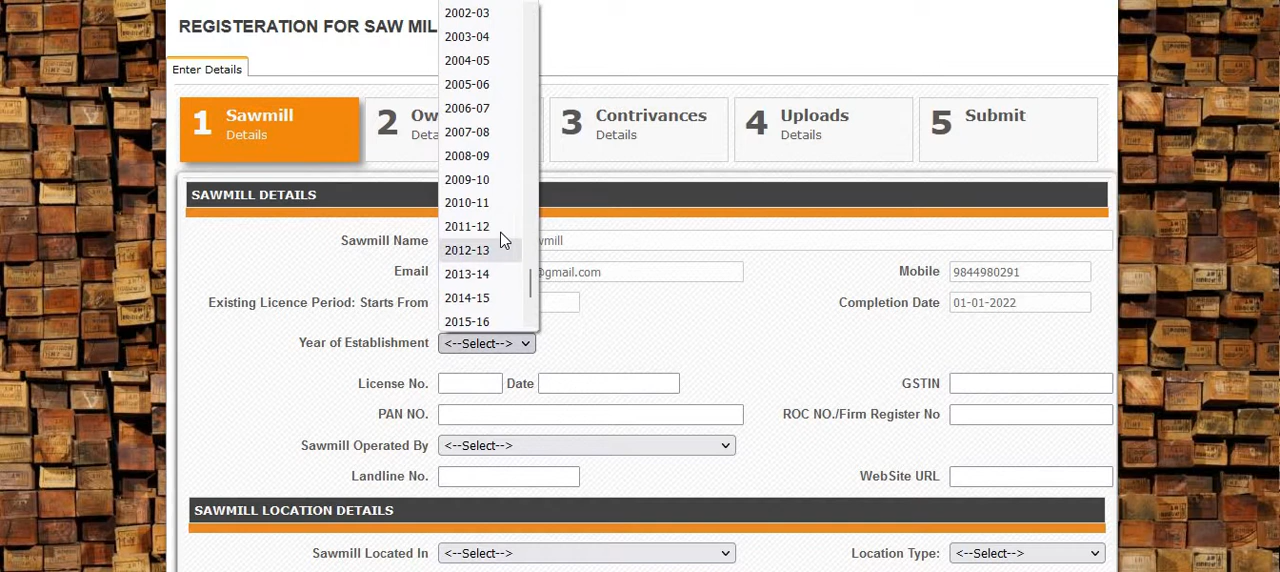 REGISTERATION FOR SAW MIL
Enter Details
1 Sawmill Details
2 Ow Deta
3 Contrivances Details
4 Uploads Details
5 Submit
2002-03
2003-04
2004-05
2005-06
2006-07
2007-08
2008-09
2009-10
2010-11
2011-12
2012-13
2013-14
2014-15
2015-16
SAWMILL DETAILS
Sawmill Name wmill
Email @gmail.com Mobile 9844980291
Existing Licence Period: Starts From Completion Date 01-01-2022
Year of Establishment <--Select-->
License No. Date GSTIN
PAN NO. ROC NO./Firm Register No
Sawmill Operated By <--Select-->
Landline No. WebSite URL
SAWMILL LOCATION DETAILS
Sawmill Located In <--Select--> Location Type: <--Select-->